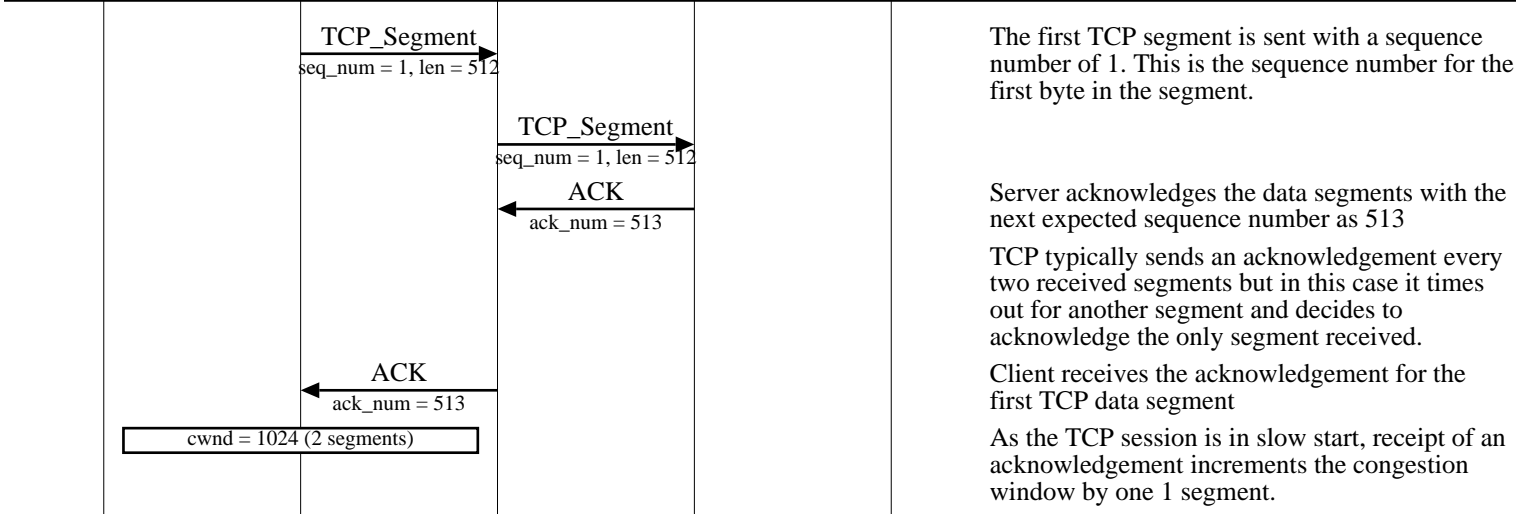 TCP_Segment
seq_num = 1, len = 512
The first TCP segment is sent with a sequence
number of 1. This is the sequence number for the
first byte in the segment.
TCP_Segment
seq_num = 1, len = 512
ACK
ack_num = 513
Server acknowledges the data segments with the
next expected sequence number as 513
TCP typically sends an acknowledgement every
two received segments but in this case it times
out for another segment and decides to
acknowledge the only segment received.
ACK
ack_num = 513
Client receives the acknowledgement for the
first TCP data segment
cwnd = 1024 (2 segments)
As the TCP session is in slow start, receipt of an
acknowledgement increments the congestion
window by one 1 segment.